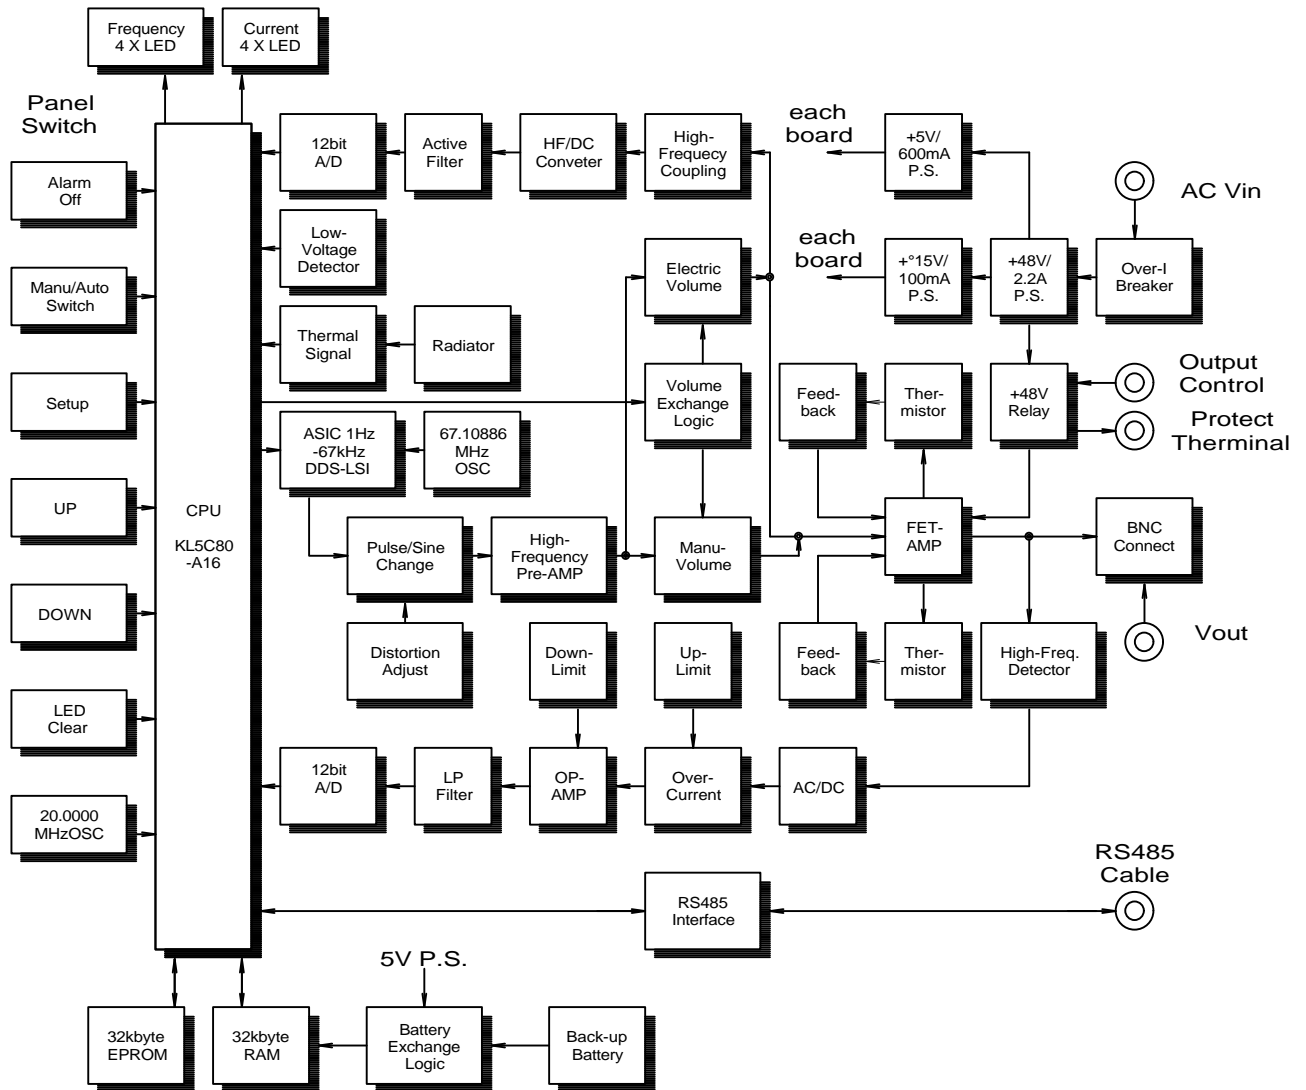 Frequency
4 X LED
Current
4 X LED
Panel
Switch
Alarm
Off
Manu/Auto
Switch
Setup
UP
DOWN
LED
Clear
20.0000
MHzOSC
CPU
KL5C80
-A16
12bit
A/D
Active
Filter
HF/DC
Conveter
High-
Frequecy
Coupling
each
board
+5V/
600mA
P.S.
AC Vin
Low-
Voltage
Detector
Electric
Volume
each
board
+°15V/
100mA
P.S.
+48V/
2.2A
P.S.
Over-I
Breaker
Thermal
Signal
Radiator
Volume
Exchange
Logic
Feed-
back
Ther-
mistor
+48V
Relay
Output
Control
Protect
Therminal
ASIC 1Hz
-67kHz
DDS-LSI
67.10886
MHz
OSC
Pulse/Sine
Change
High-
Frequency
Pre-AMP
Manu-
Volume
FET-
AMP
BNC
Connect
Distortion
Adjust
Down-
Limit
Up-
Limit
Feed-
back
Ther-
mistor
High-Freq.
Detector
Vout
12bit
A/D
LP
Filter
OP-
AMP
Over-
Current
AC/DC
RS485
Interface
RS485
Cable
5V P.S.
32kbyte
EPROM
32kbyte
RAM
Battery
Exchange
Logic
Back-up
Battery